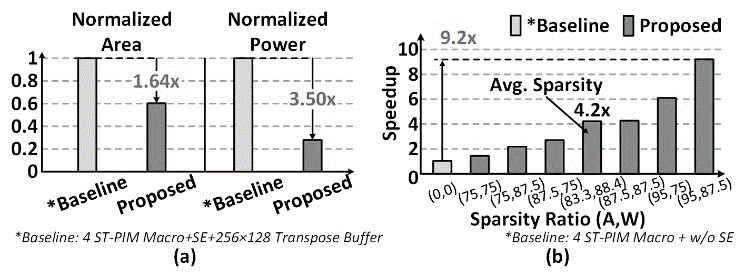 (a)
Normalized
Area
Normalized
Power
1
0.8
0.6
0.4
0.2
0
1.64x
3.50x
*Baseline
Proposed
*Baseline
Proposed
*Baseline: 4 ST-PIM Macro+SE+256×128 Transpose Buffer
(a)
*Baseline
Proposed
(b)
Speedup
10
8
6
4
2
0
9.2x
Avg. Sparsity
4.2x
(0,0)
(75,75)
(75,87.5)
(87.5,75)
(83.3,88.4)
(87.5,87.5)
(95,75)
(95,87.5)
Sparsity Ratio (A,W)
*Baseline: 4 ST-PIM Macro + w/o SE
(b)